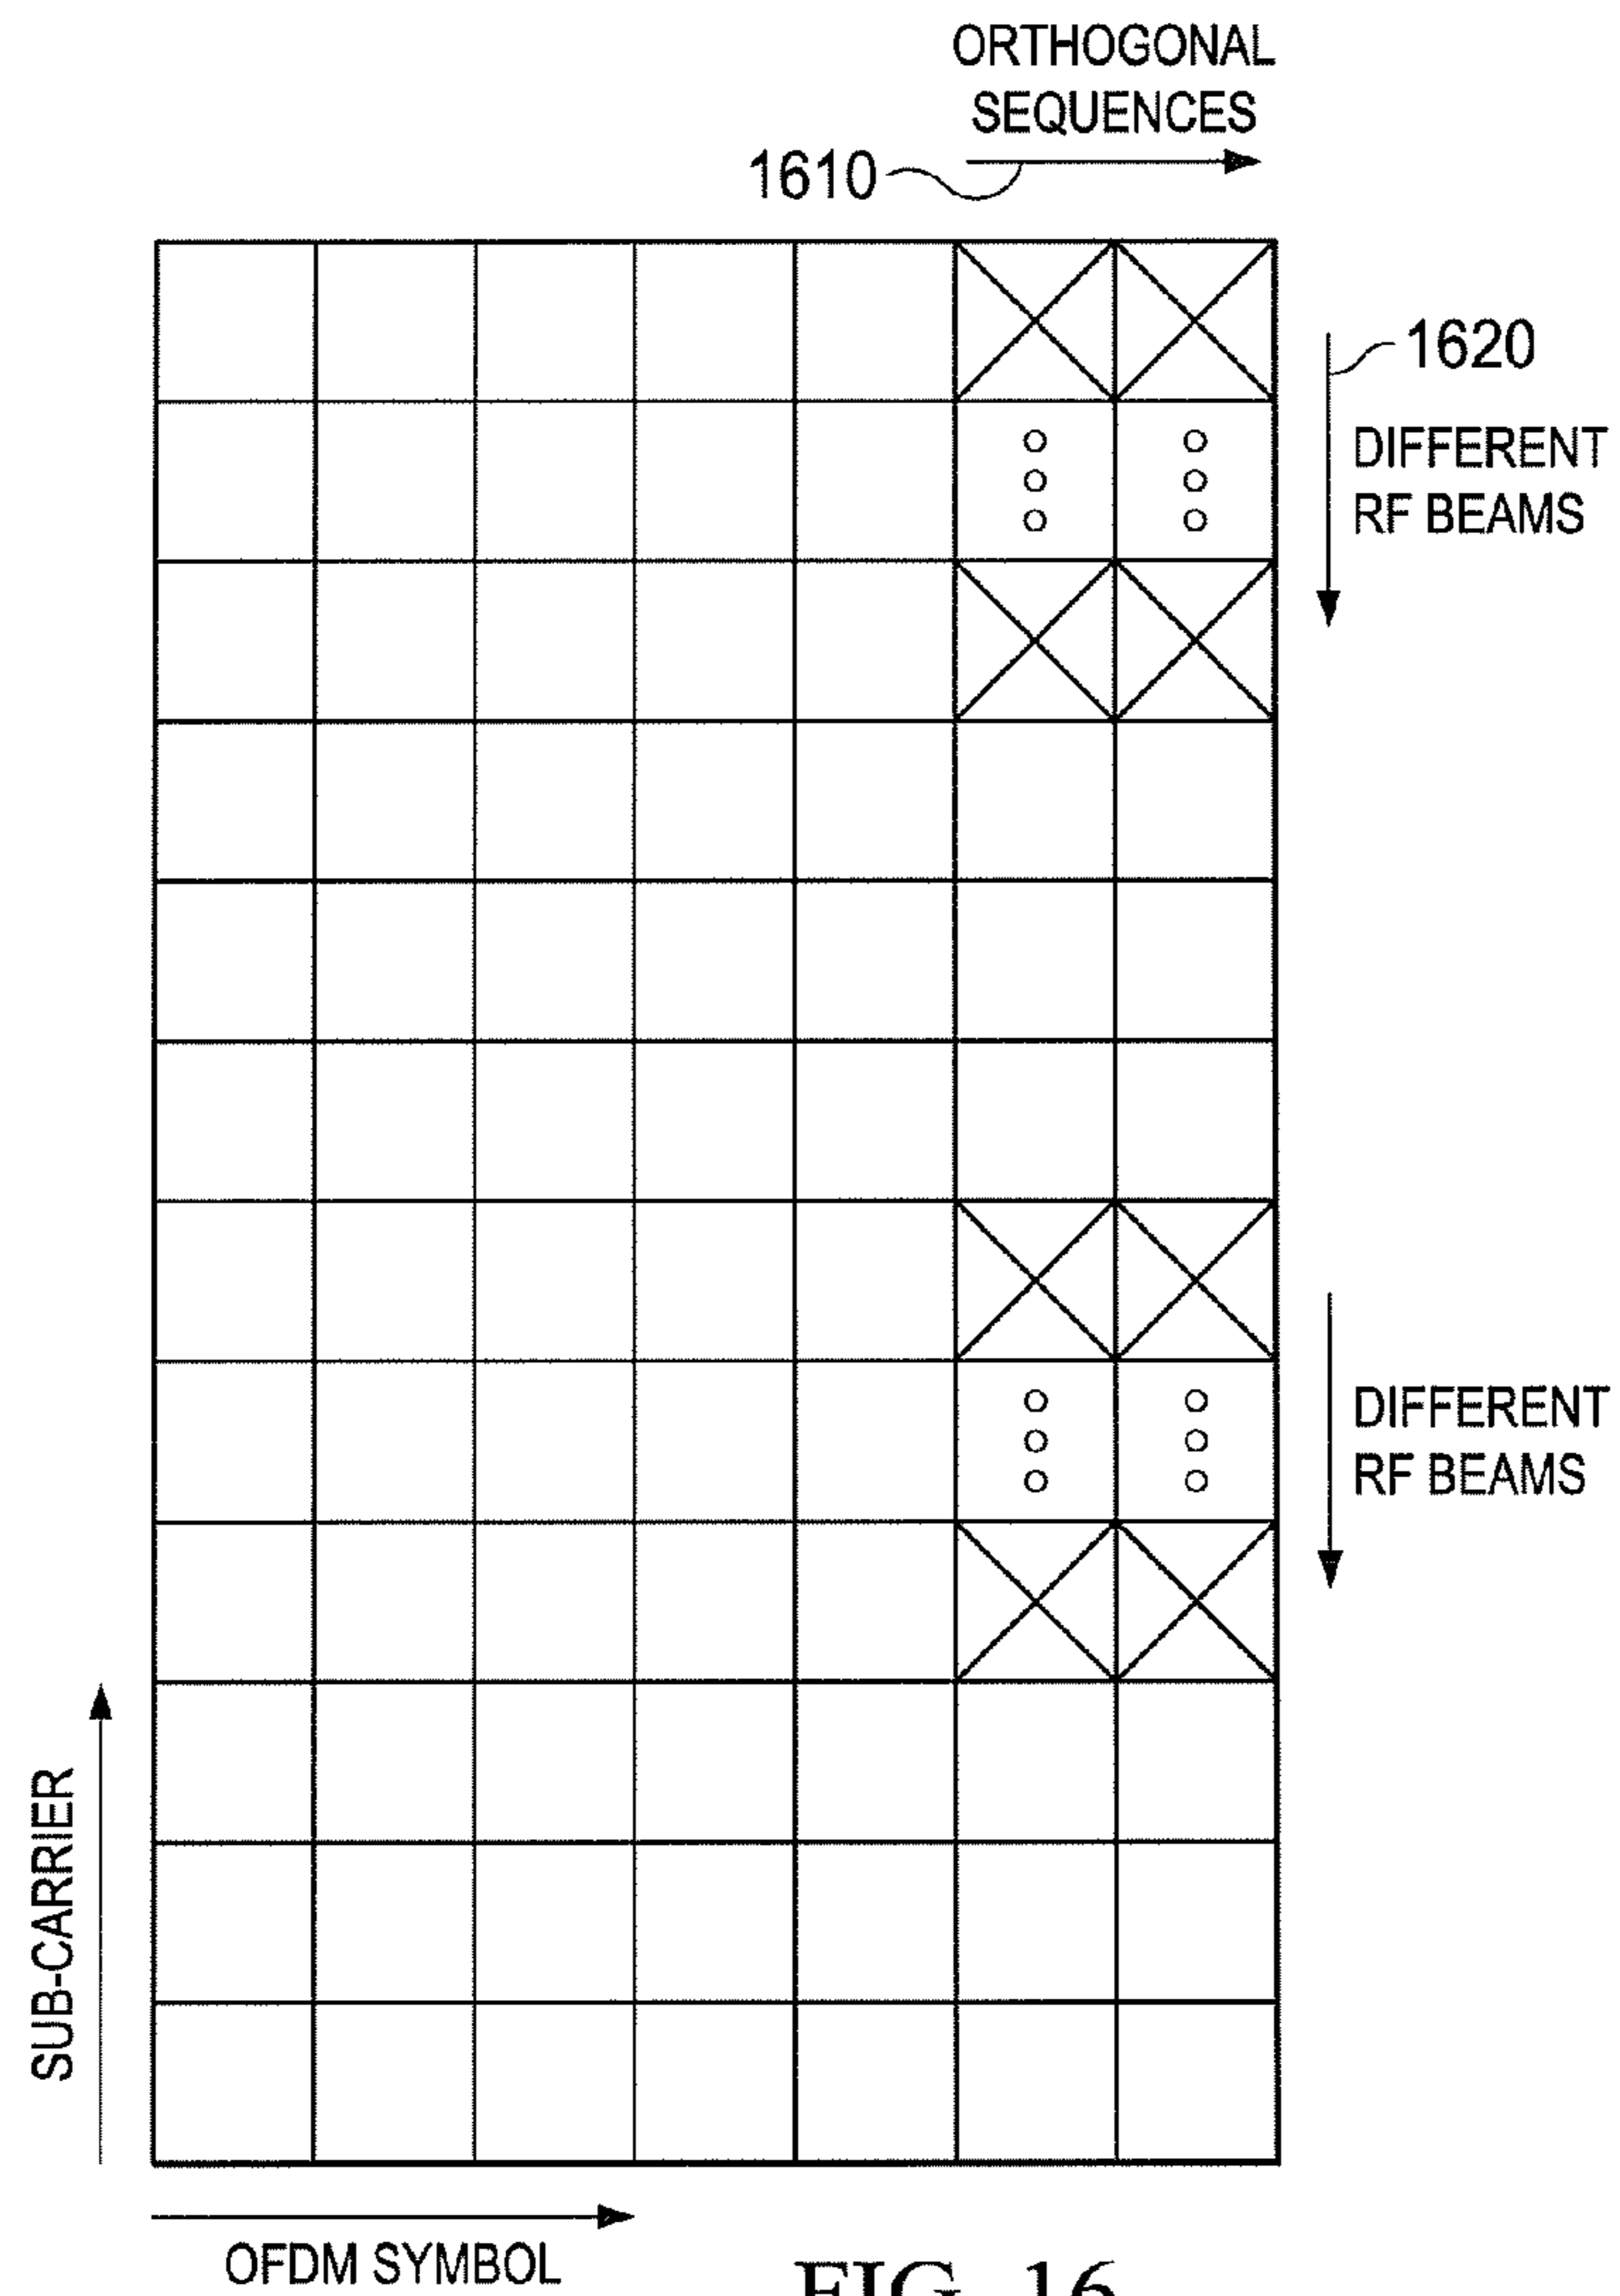 ORTHOGONAL
SEQUENCES
1610
1620
DIFFERENT
RF BEAMS
DIFFERENT
RF BEAMS
SUB-CARRIER
OFDM SYMBOL
FIG. 16